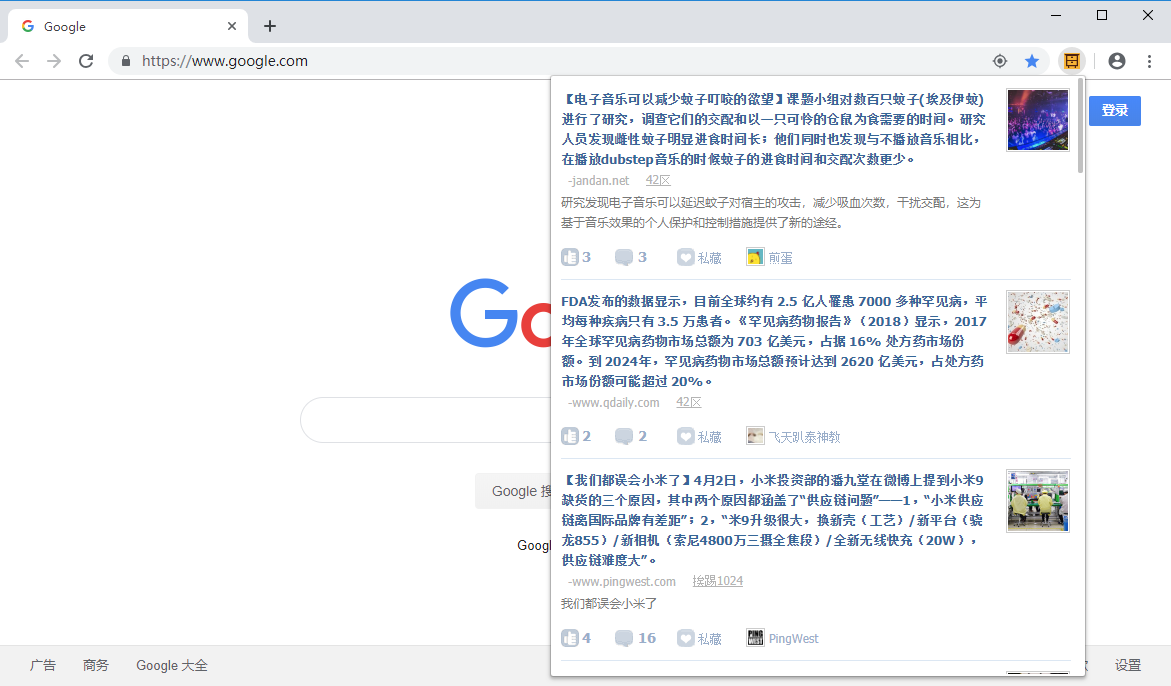 Google
https://www.google.com
登录
【电子音乐可以减少蚊子叮咬的欲望】课题小组对数百只蚊子(埃及伊蚊)
进行了研究，调查它们的交配和以一只可怜的仓鼠为食需要的时间。研究
人员发现雌性蚊子明显进食时间长；他们同时也发现与不播放音乐相比，
在播放dubstep音乐的时候蚊子的进食时间和交配次数更少。
-jandan.net 42区
研究发现电子音乐可以延迟蚊子对宿主的攻击，减少吸血次数，干扰交配，这为
基于音乐效果的个人保护和控制措施提供了新的途经。
3 3 私藏 煎蛋
FDA发布的数据显示，目前全球约有 2.5 亿人罹患 7000 多种罕见病，平
均每种疾病只有 3.5 万患者。《罕见病药物报告》（2018）显示，2017
年全球罕见病药物市场总额为 703 亿美元，占据 16% 处方药市场份
额。到 2024年，罕见病药物市场总额预计达到 2620 亿美元，占处方药
市场份额可能超过 20%。
-www.qdaily.com 42区
2 2 私藏 飞天趴泰神教
【我们都误会小米了】4月2日，小米投资部的潘九堂在微博上提到小米9
缺货的三个原因，其中两个原因都涵盖了“供应链问题”——1，“小米供应
链离国际品牌有差距”；2，“米9升级很大，换新壳（工艺）/新平台（骁
龙855）/新相机（索尼4800万三摄全焦段）/全新无线快充（20W），
供应链难度大”。
-www.pingwest.com 挨踢1024
我们都误会小米了
4 16 私藏 PingWest
Go
Google 搜
Googl
广告 商务 Google 大全 设置